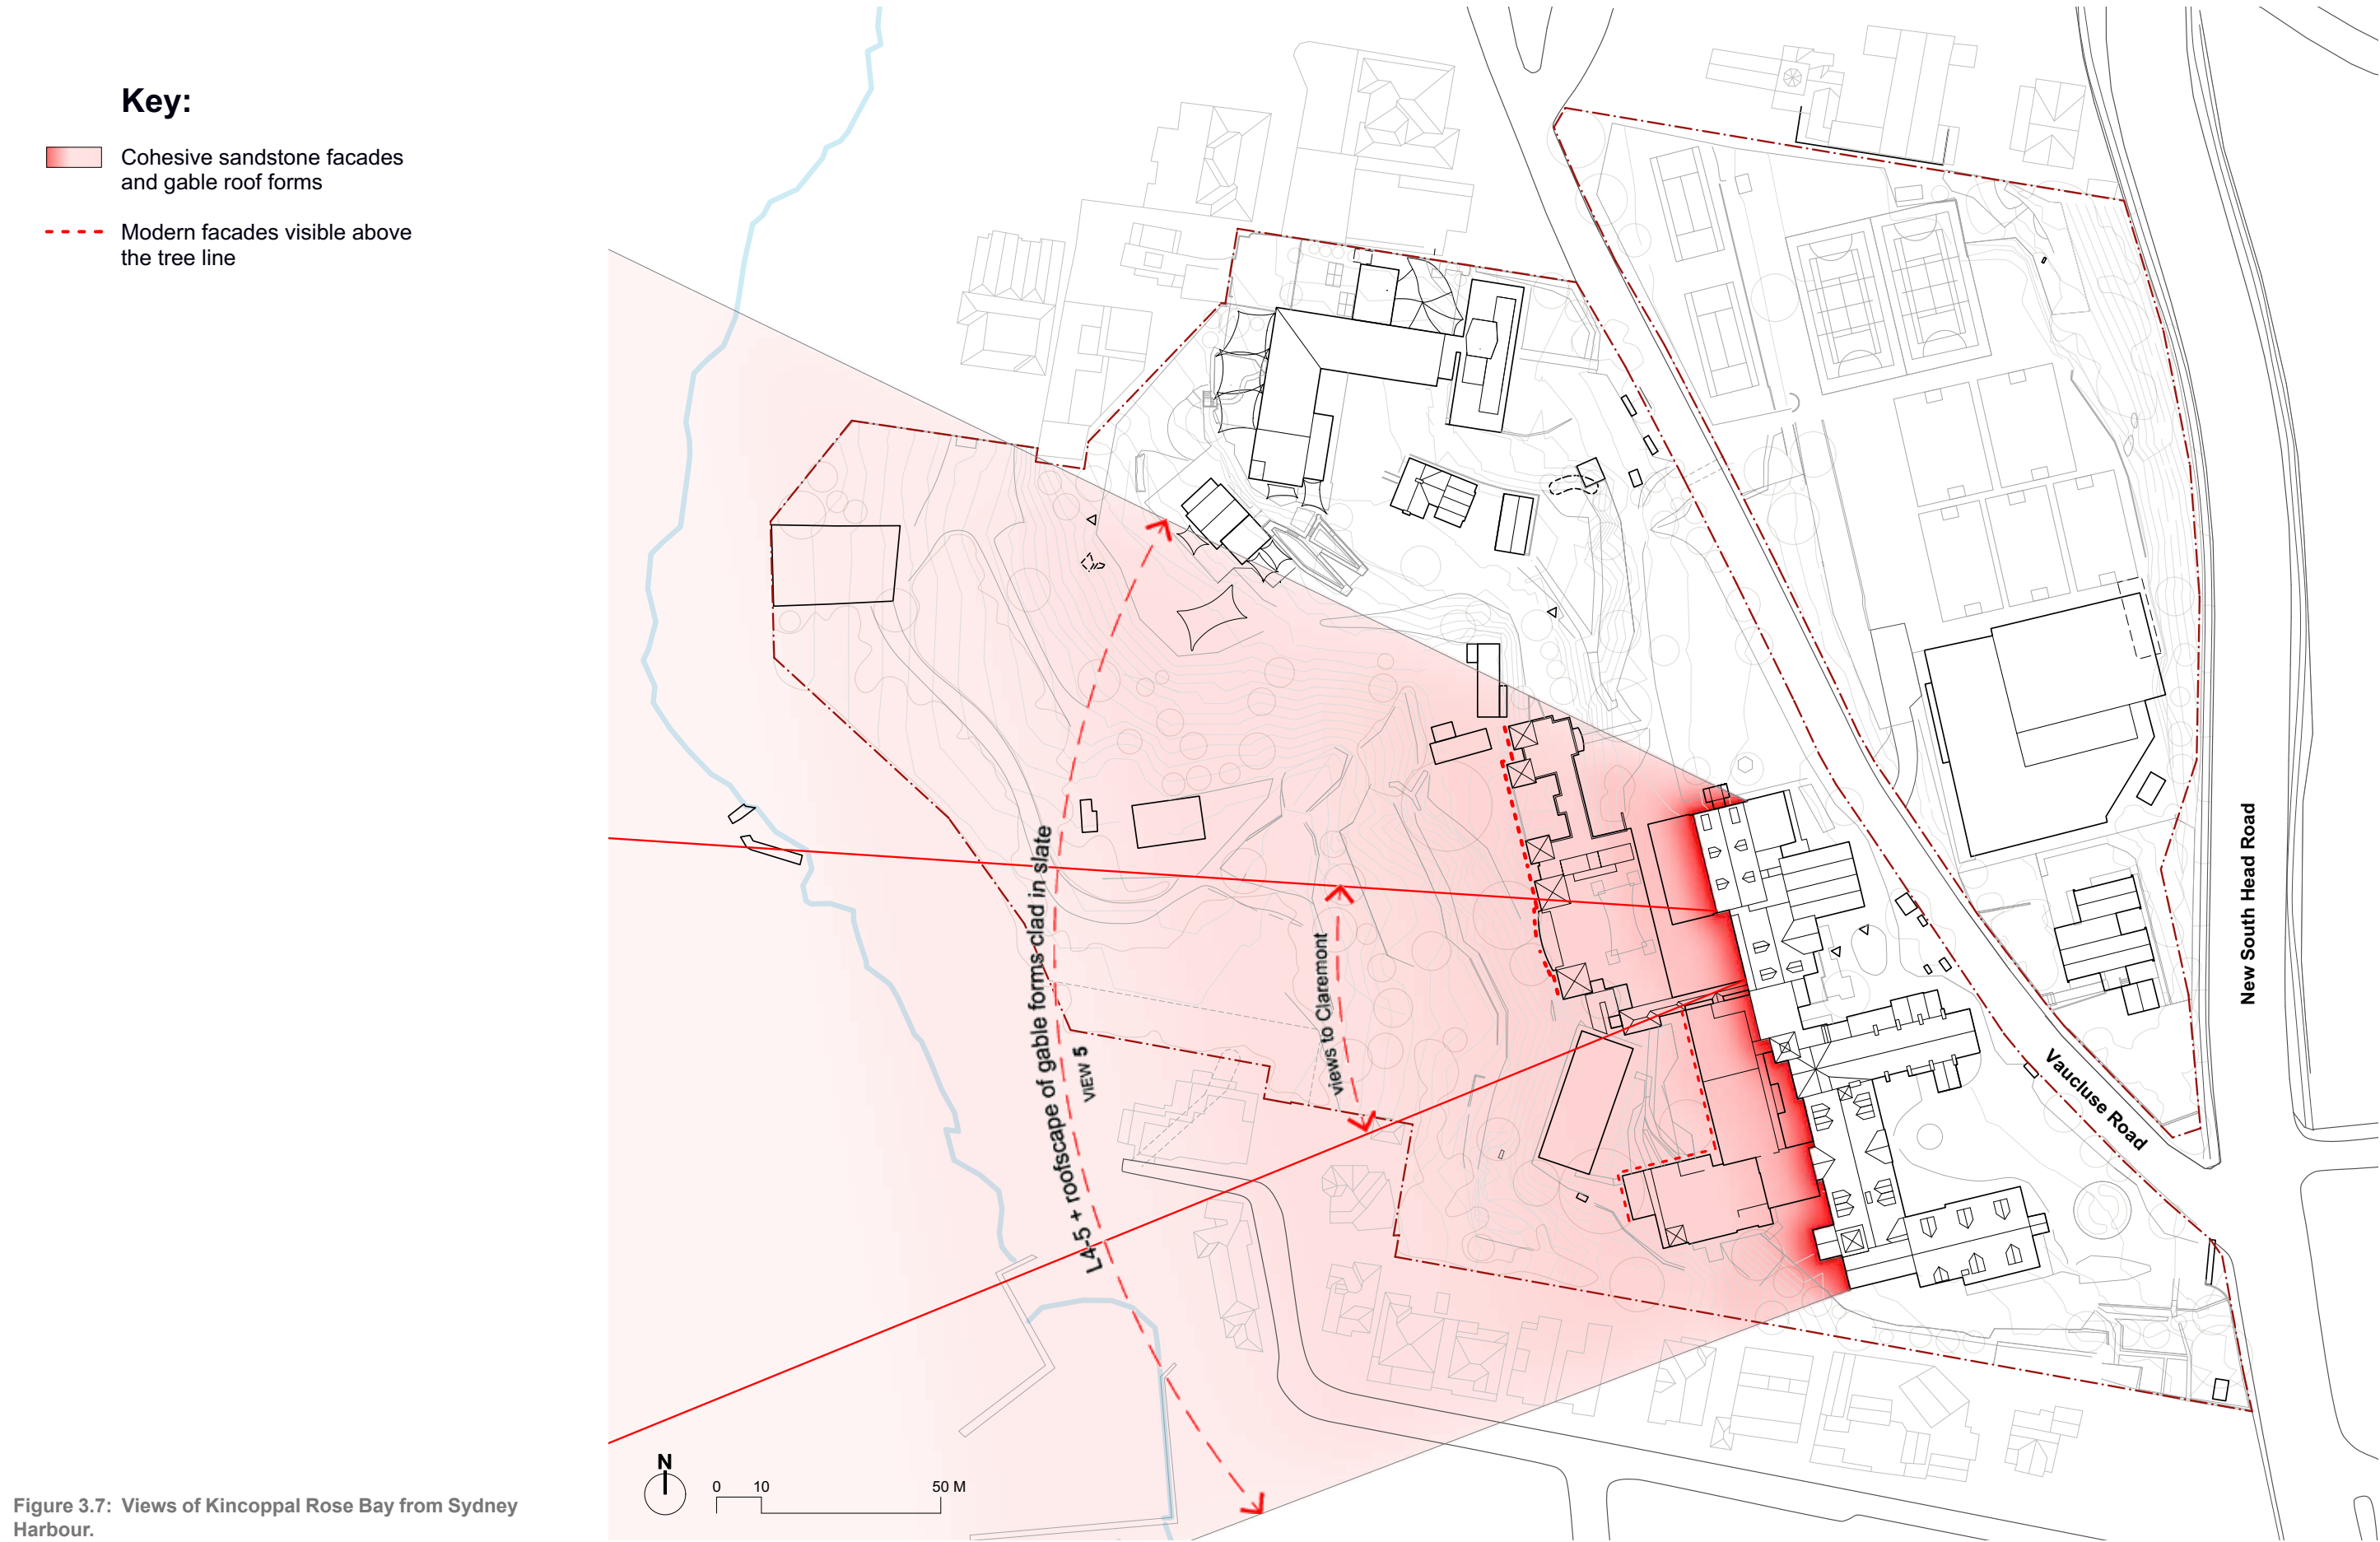 Key:
Cohesive sandstone facades
and gable roof forms
Modern facades visible above
the tree line
L4-5 + roofscape of gable forms clad in slate
VIEW 5
views to Claremont
New South Head Road
Vaucluse Road
N
0 10 50 M
Figure 3.7: Views of Kincoppal Rose Bay from Sydney
Harbour.